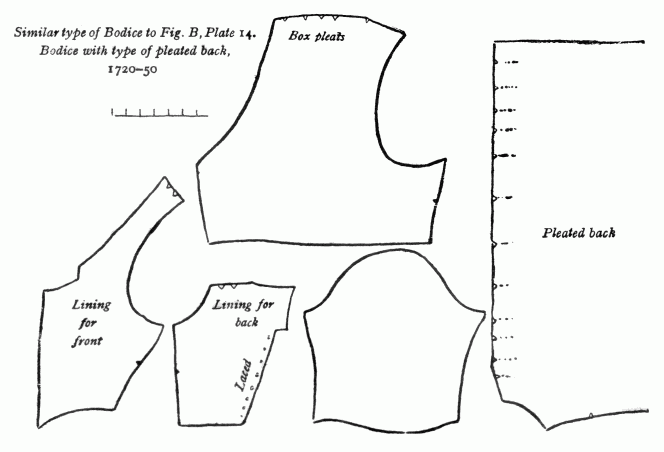 Similar type of Bodice to Fig. B, Plate 14.
Bodice with type of pleated back,
1720–50
Box pleats
Pleated back
Lining
for
front
Lining for
back
Laced